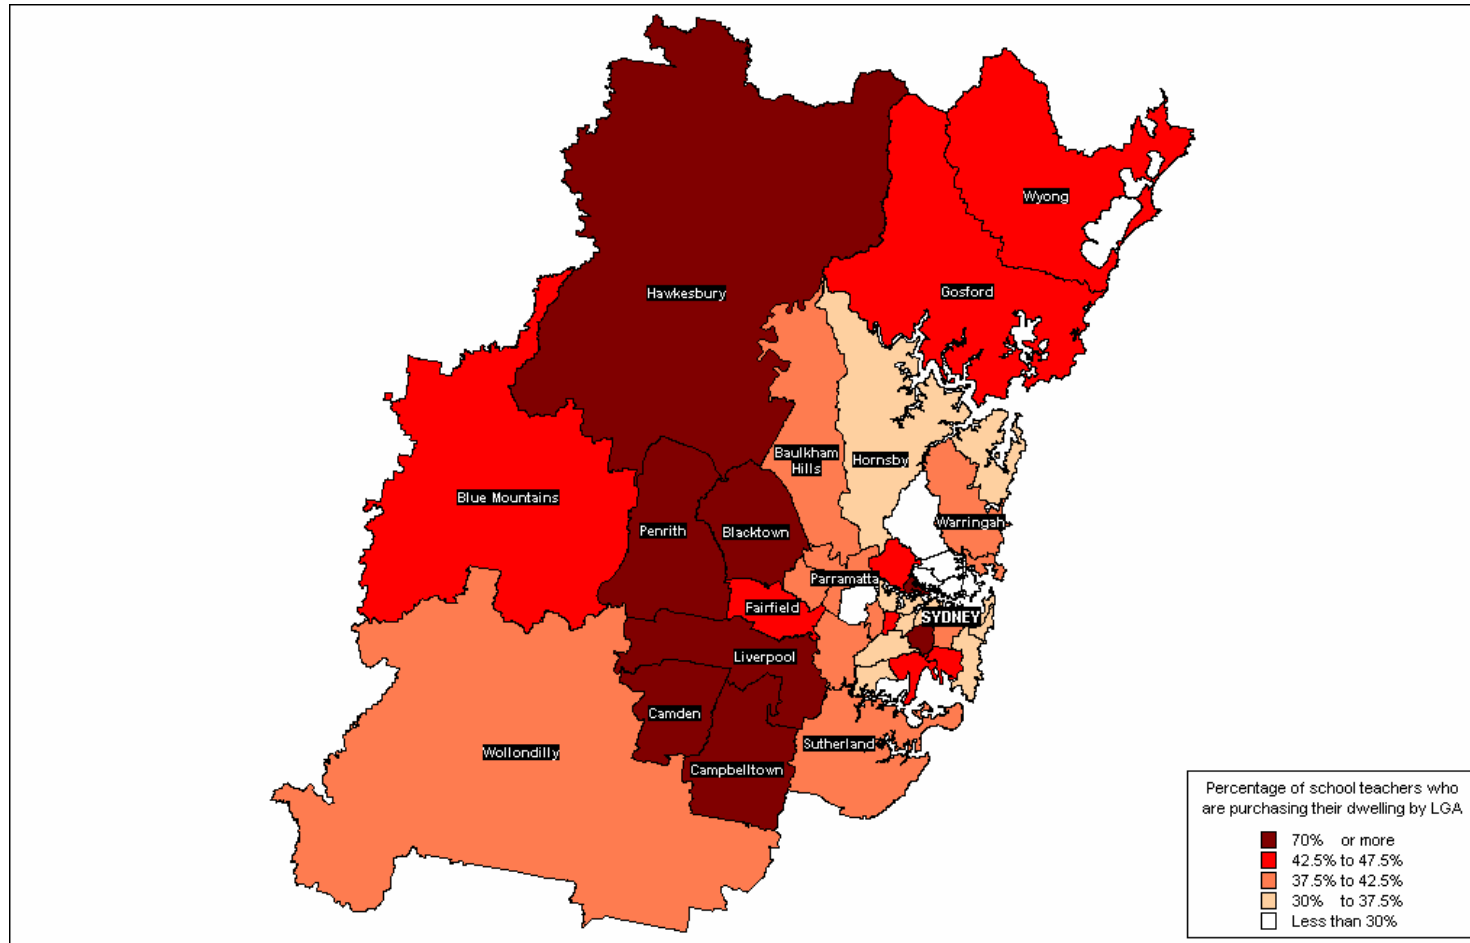 Wyong
Hawkesbury
Gosford
Baulkham
Hills
Hornsby
Blue Mountains
Warringah
Penrith
Blacktown
Parramatta
Fairfield
SYDNEY
Liverpool
Camden
Wollondilly
Sutherland
Campbelltown
Percentage of school teachers who
are purchasing their dwelling by LGA
70% or more
42.5% to 47.5%
37.5% to 42.5%
30% to 37.5%
Less than 30%